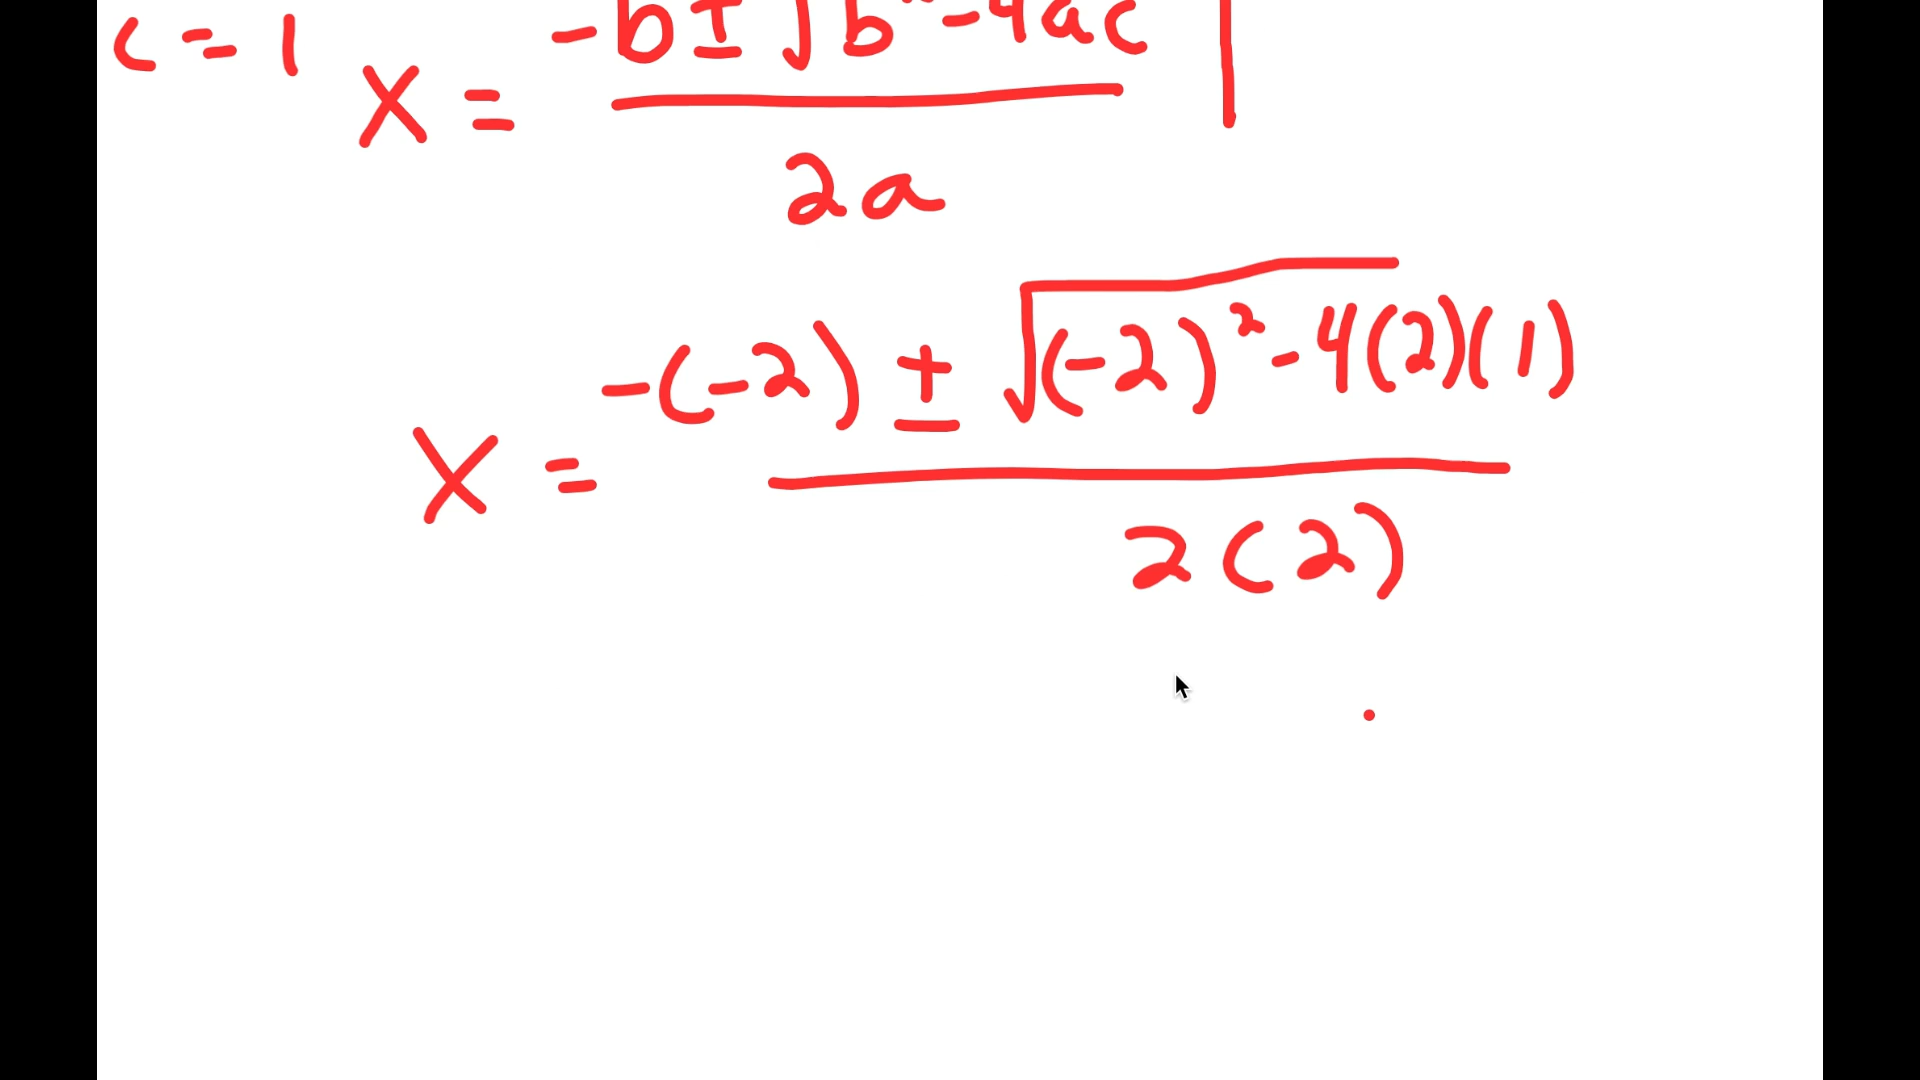 c = 1
x = -b ± √b²-4ac / 2a
x = -(-2) ± √(-2)² - 4(2)(1) / 2(2)